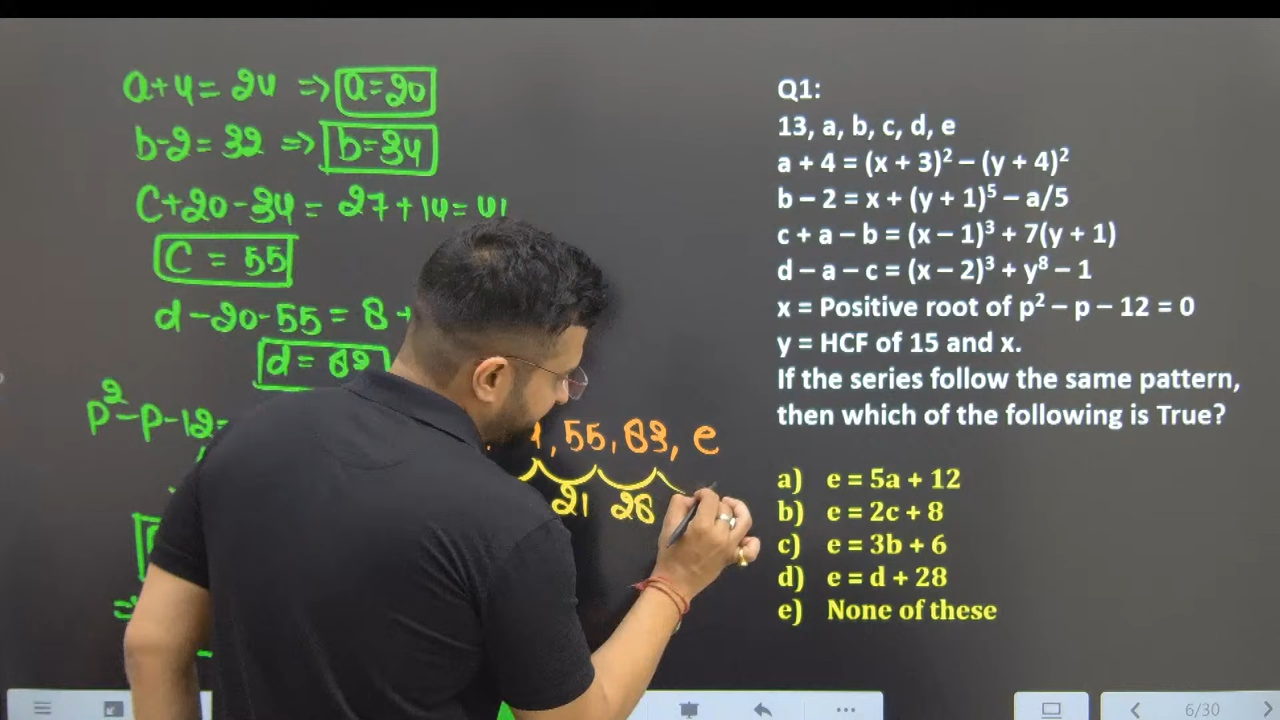 a+4 = 24 => a=20
b-2 = 32 => b=34
C+20-34 = 27+14 = 41
C = 55
d-20-55 = 8+
d = 83
p²-p-12=
1, 55, 83, e
21 28
Q1:
13, a, b, c, d, e
a + 4 = (x + 3)² – (y + 4)²
b – 2 = x + (y + 1)⁵ – a/5
c + a – b = (x – 1)³ + 7(y + 1)
d – a – c = (x – 2)³ + y⁸ – 1
x = Positive root of p² – p – 12 = 0
y = HCF of 15 and x.
If the series follow the same pattern,
then which of the following is True?
a) e = 5a + 12
b) e = 2c + 8
c) e = 3b + 6
d) e = d + 28
e) None of these
6/30